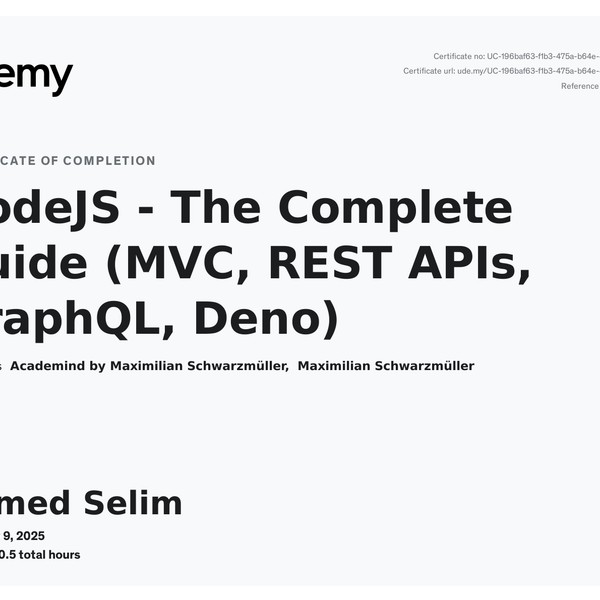 emy
Certificate no: UC-196baf63-f1b3-475a-b64e-
Certificate url: ude.my/UC-196baf63-f1b3-475a-b64e-
Reference
CATE OF COMPLETION
odeJS - The Complete
uide (MVC, REST APIs,
raphQL, Deno)
s Academind by Maximilian Schwarzmüller, Maximilian Schwarzmüller
med Selim
9, 2025
0.5 total hours